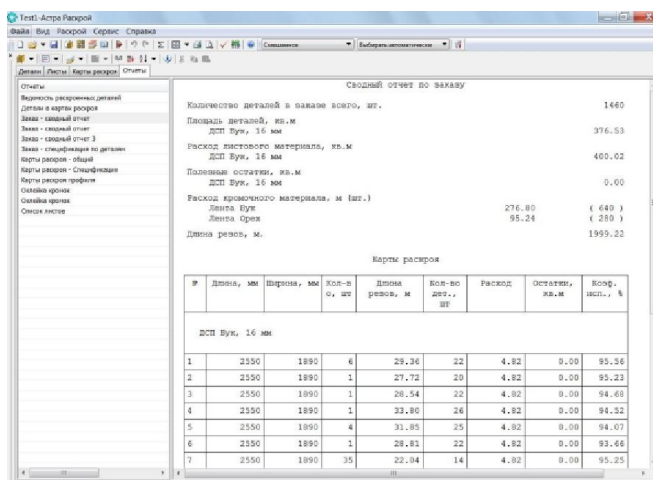 Test1-Астра Раскрой
Файл Вид Раскрой Сервис Справка
Смешанное
Выбирать автоматически
Детали Листы Карты раскроя Отчеты
Отчеты
Ведомость раскроенных деталей
Детали в картах раскроя
Заказ - сводный отчет
Заказ - сводный отчет
Заказ - сводный отчет 3
Заказ - спецификация по деталям
Карты раскроя - общий
Карты раскроя - Спецификация
Карты раскроя профиля
Оклейка кромок
Оклейка кромок
Список листов
Сводный отчет по заказу
Количество деталей в заказе всего, шт. 1460
Площадь деталей, кв.м
ДСП Бук, 16 мм 376.53
Расход листового материала, кв.м
ДСП Бук, 16 мм 400.02
Полезные остатки, кв.м
ДСП Бук, 16 мм 0.00
Расход кромочного материала, м (шт.)
Лента Бук 276.80 ( 640 )
Лента Орех 95.24 ( 280 )
Длина резов, м. 1999.22
Карты раскроя
№ Длина, мм Ширина, мм Кол-в о, шт Длина резов, м Кол-во дет., шт Расход Остатки, кв.м Коэф. исп., %
ДСП Бук, 16 мм
1 2550 1890 6 29.36 22 4.82 0.00 95.56
2 2550 1890 1 27.72 20 4.82 0.00 95.23
3 2550 1890 1 28.54 22 4.82 0.00 94.68
4 2550 1890 1 33.80 26 4.82 0.00 94.52
5 2550 1890 4 31.85 25 4.82 0.00 94.07
6 2550 1890 1 28.81 22 4.82 0.00 93.66
7 2550 1890 35 22.04 14 4.82 0.00 95.25